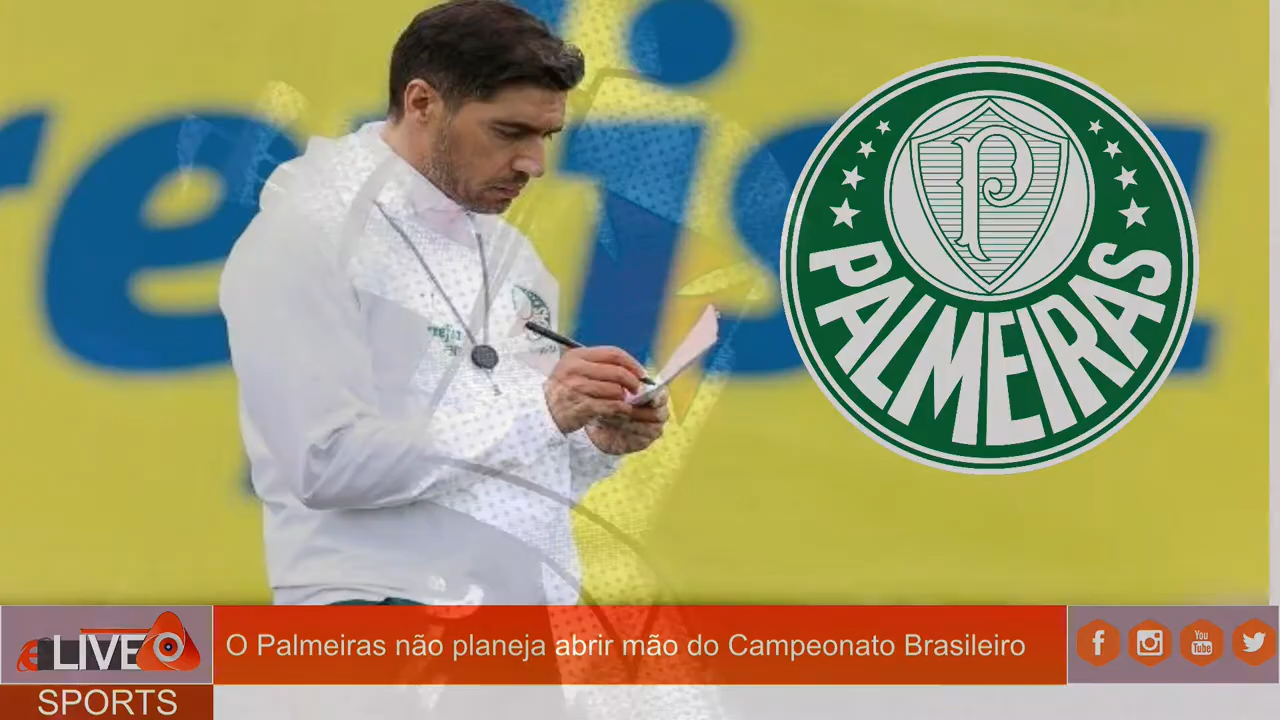 PALMEIRAS
P
LIVE
SPORTS
O Palmeiras não planeja abrir mão do Campeonato Brasileiro
You
Tube